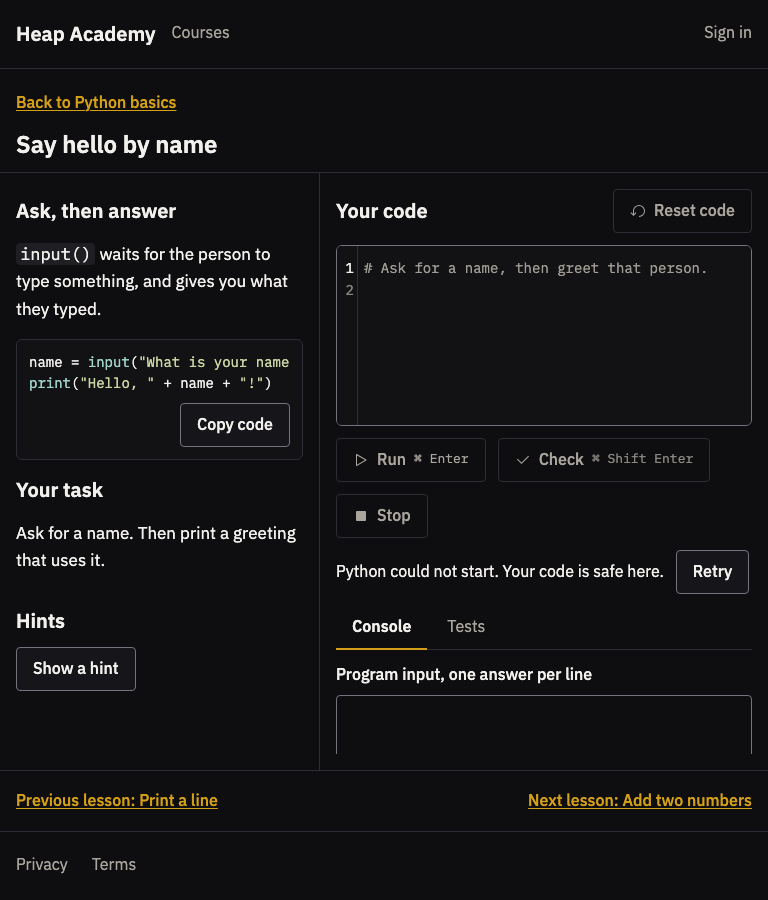 Heap Academy Courses Sign in
Back to Python basics
Say hello by name
Ask, then answer
input() waits for the person to
type something, and gives you what
they typed.
name = input("What is your name
print("Hello, " + name + "!")
Copy code
Your task
Ask for a name. Then print a greeting
that uses it.
Hints
Show a hint
Your code
Reset code
1 # Ask for a name, then greet that person.
2
Run ⌘ Enter Check ⌘ Shift Enter
Stop
Python could not start. Your code is safe here. Retry
Console Tests
Program input, one answer per line
Previous lesson: Print a line Next lesson: Add two numbers
Privacy Terms